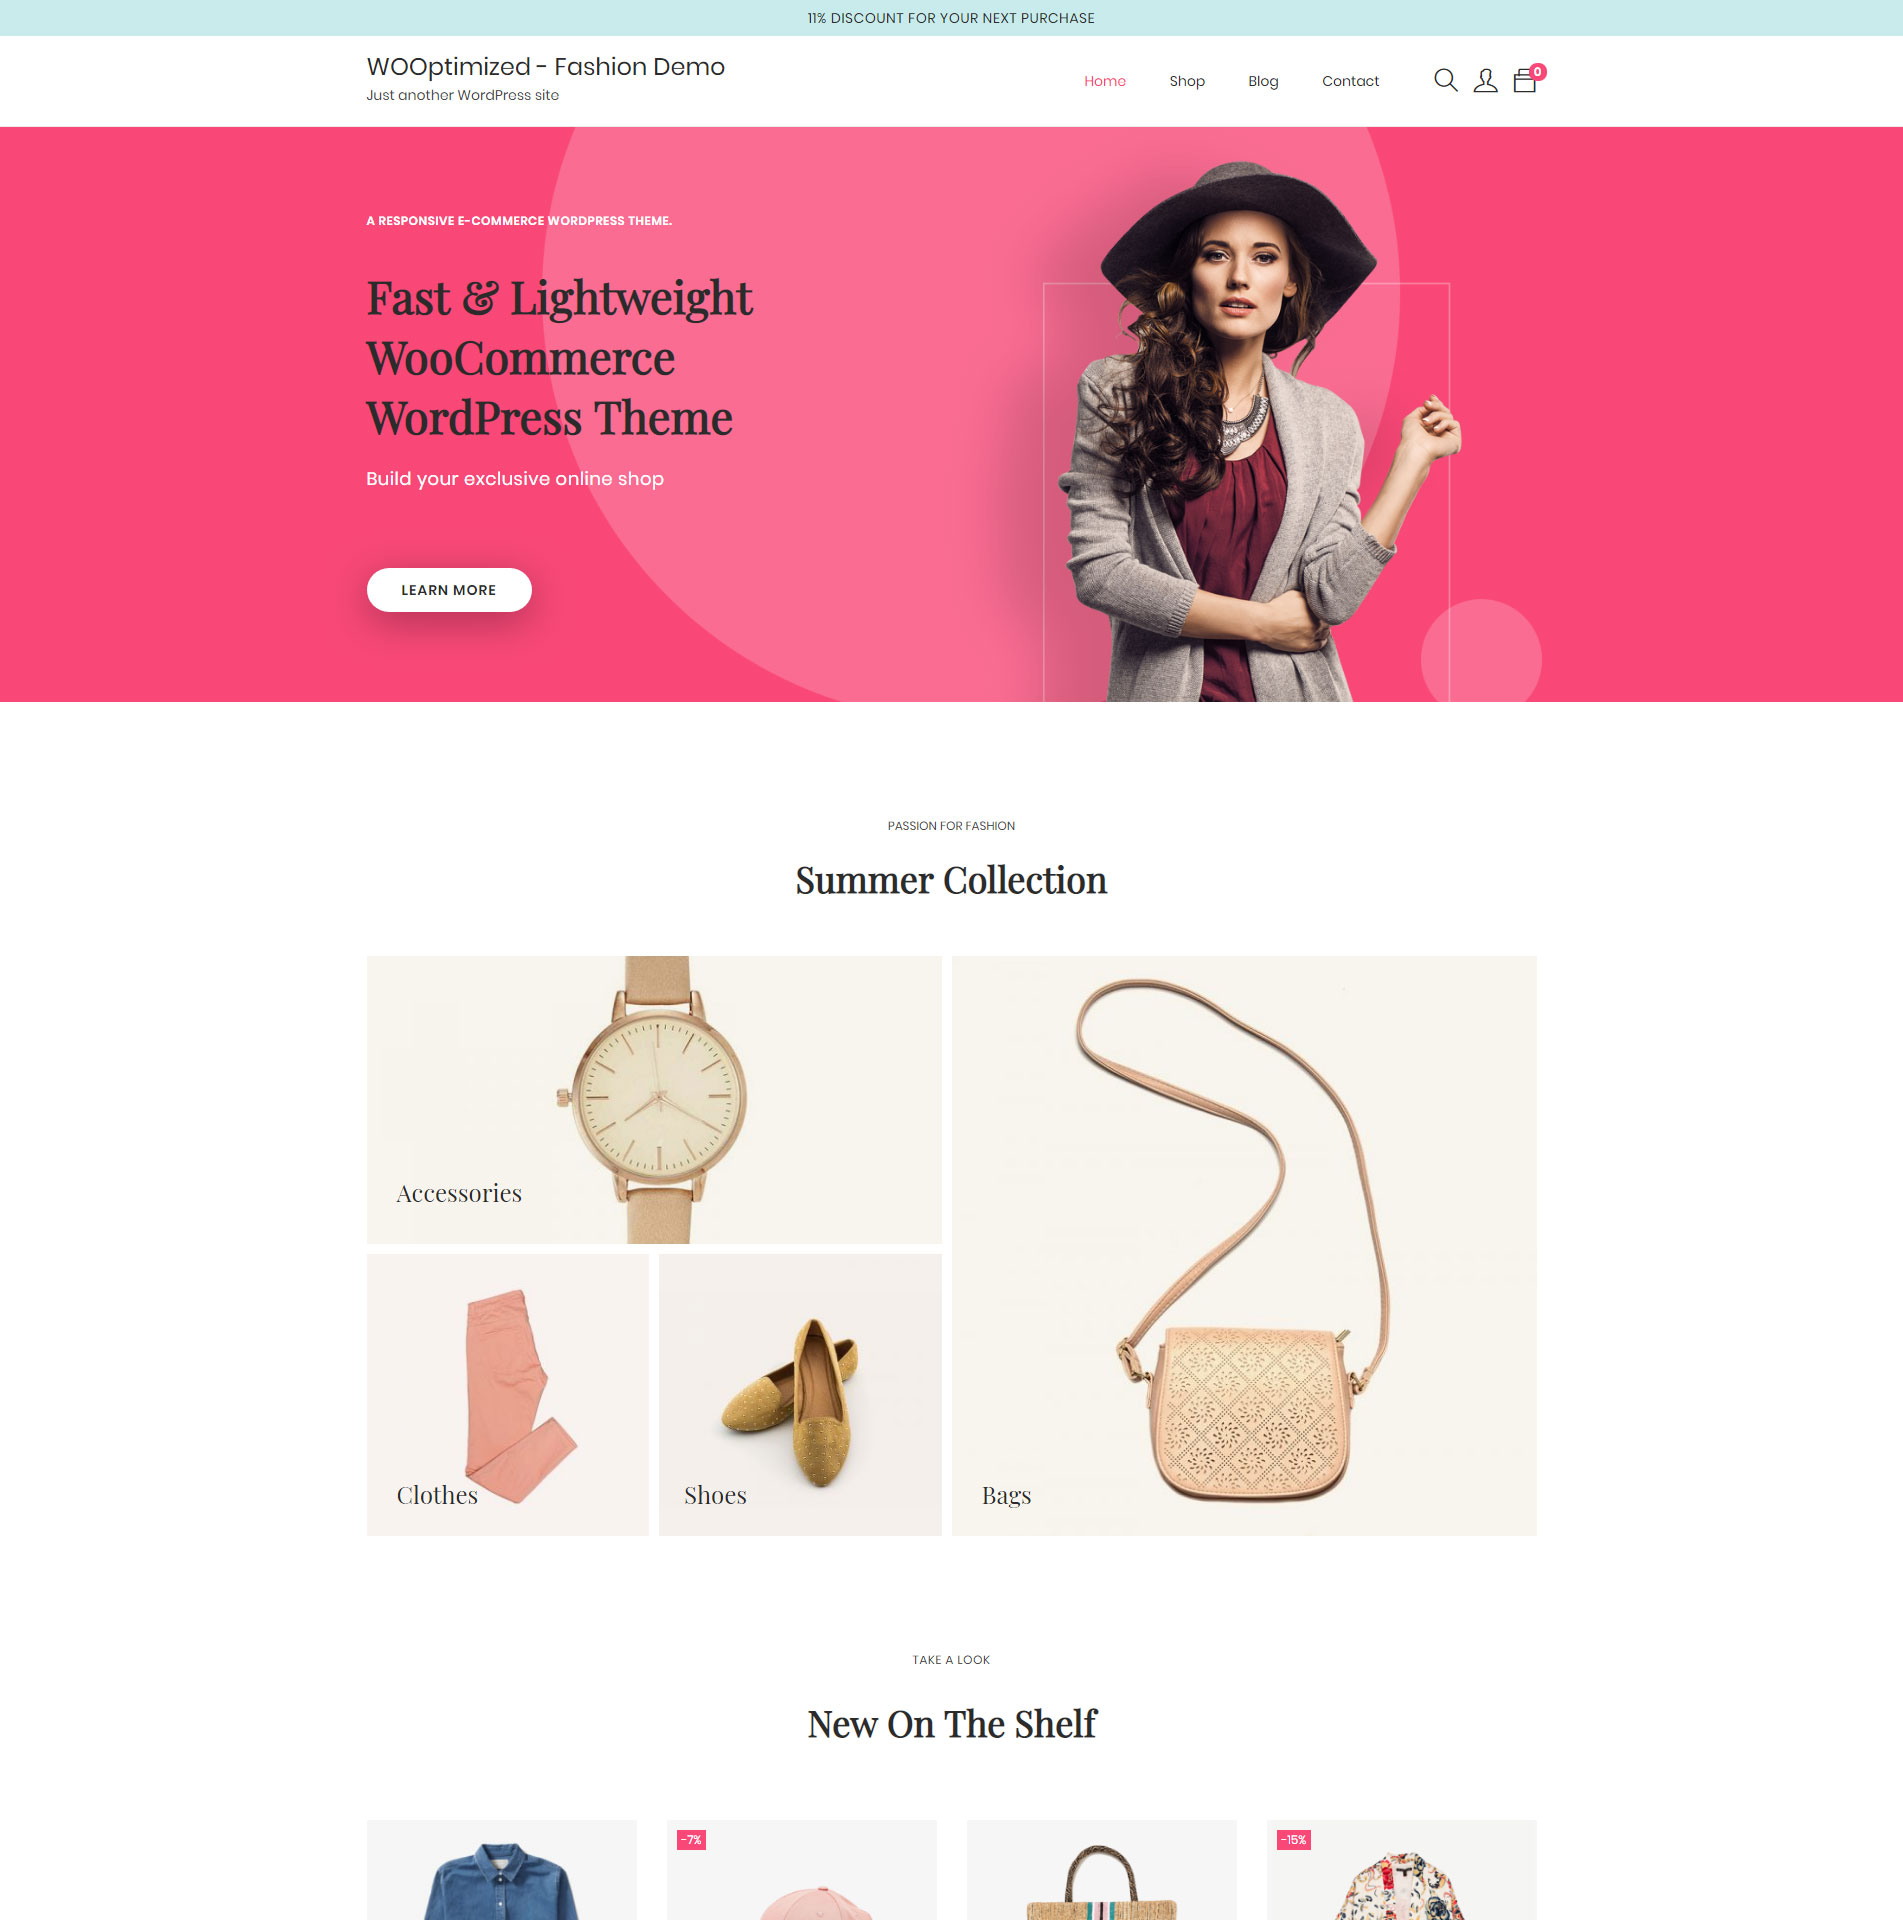 11% DISCOUNT FOR YOUR NEXT PURCHASE
WOOptimized - Fashion Demo
Just another WordPress site
Home
Shop
Blog
Contact
0
A RESPONSIVE E-COMMERCE WORDPRESS THEME.
Fast & Lightweight
WooCommerce
WordPress Theme
Build your exclusive online shop
LEARN MORE
PASSION FOR FASHION
Summer Collection
Accessories
Clothes
Shoes
Bags
TAKE A LOOK
New On The Shelf
-7%
-15%